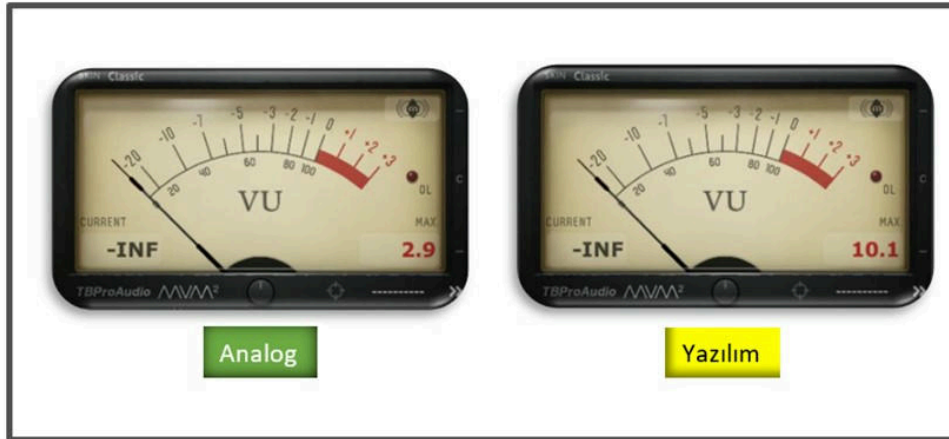 SKIN Classic
-20 -10 -7 -5 -3 -2 -1 0 +1 +2 +3
20 40 60 80 100
VU
OL
CURRENT MAX
-INF 2.9
TBProAudio MVM²
Analog
SKIN Classic
-20 -10 -7 -5 -3 -2 -1 0 +1 +2 +3
20 40 60 80 100
VU
OL
CURRENT MAX
-INF 10.1
TBProAudio MVM²
Yazılım